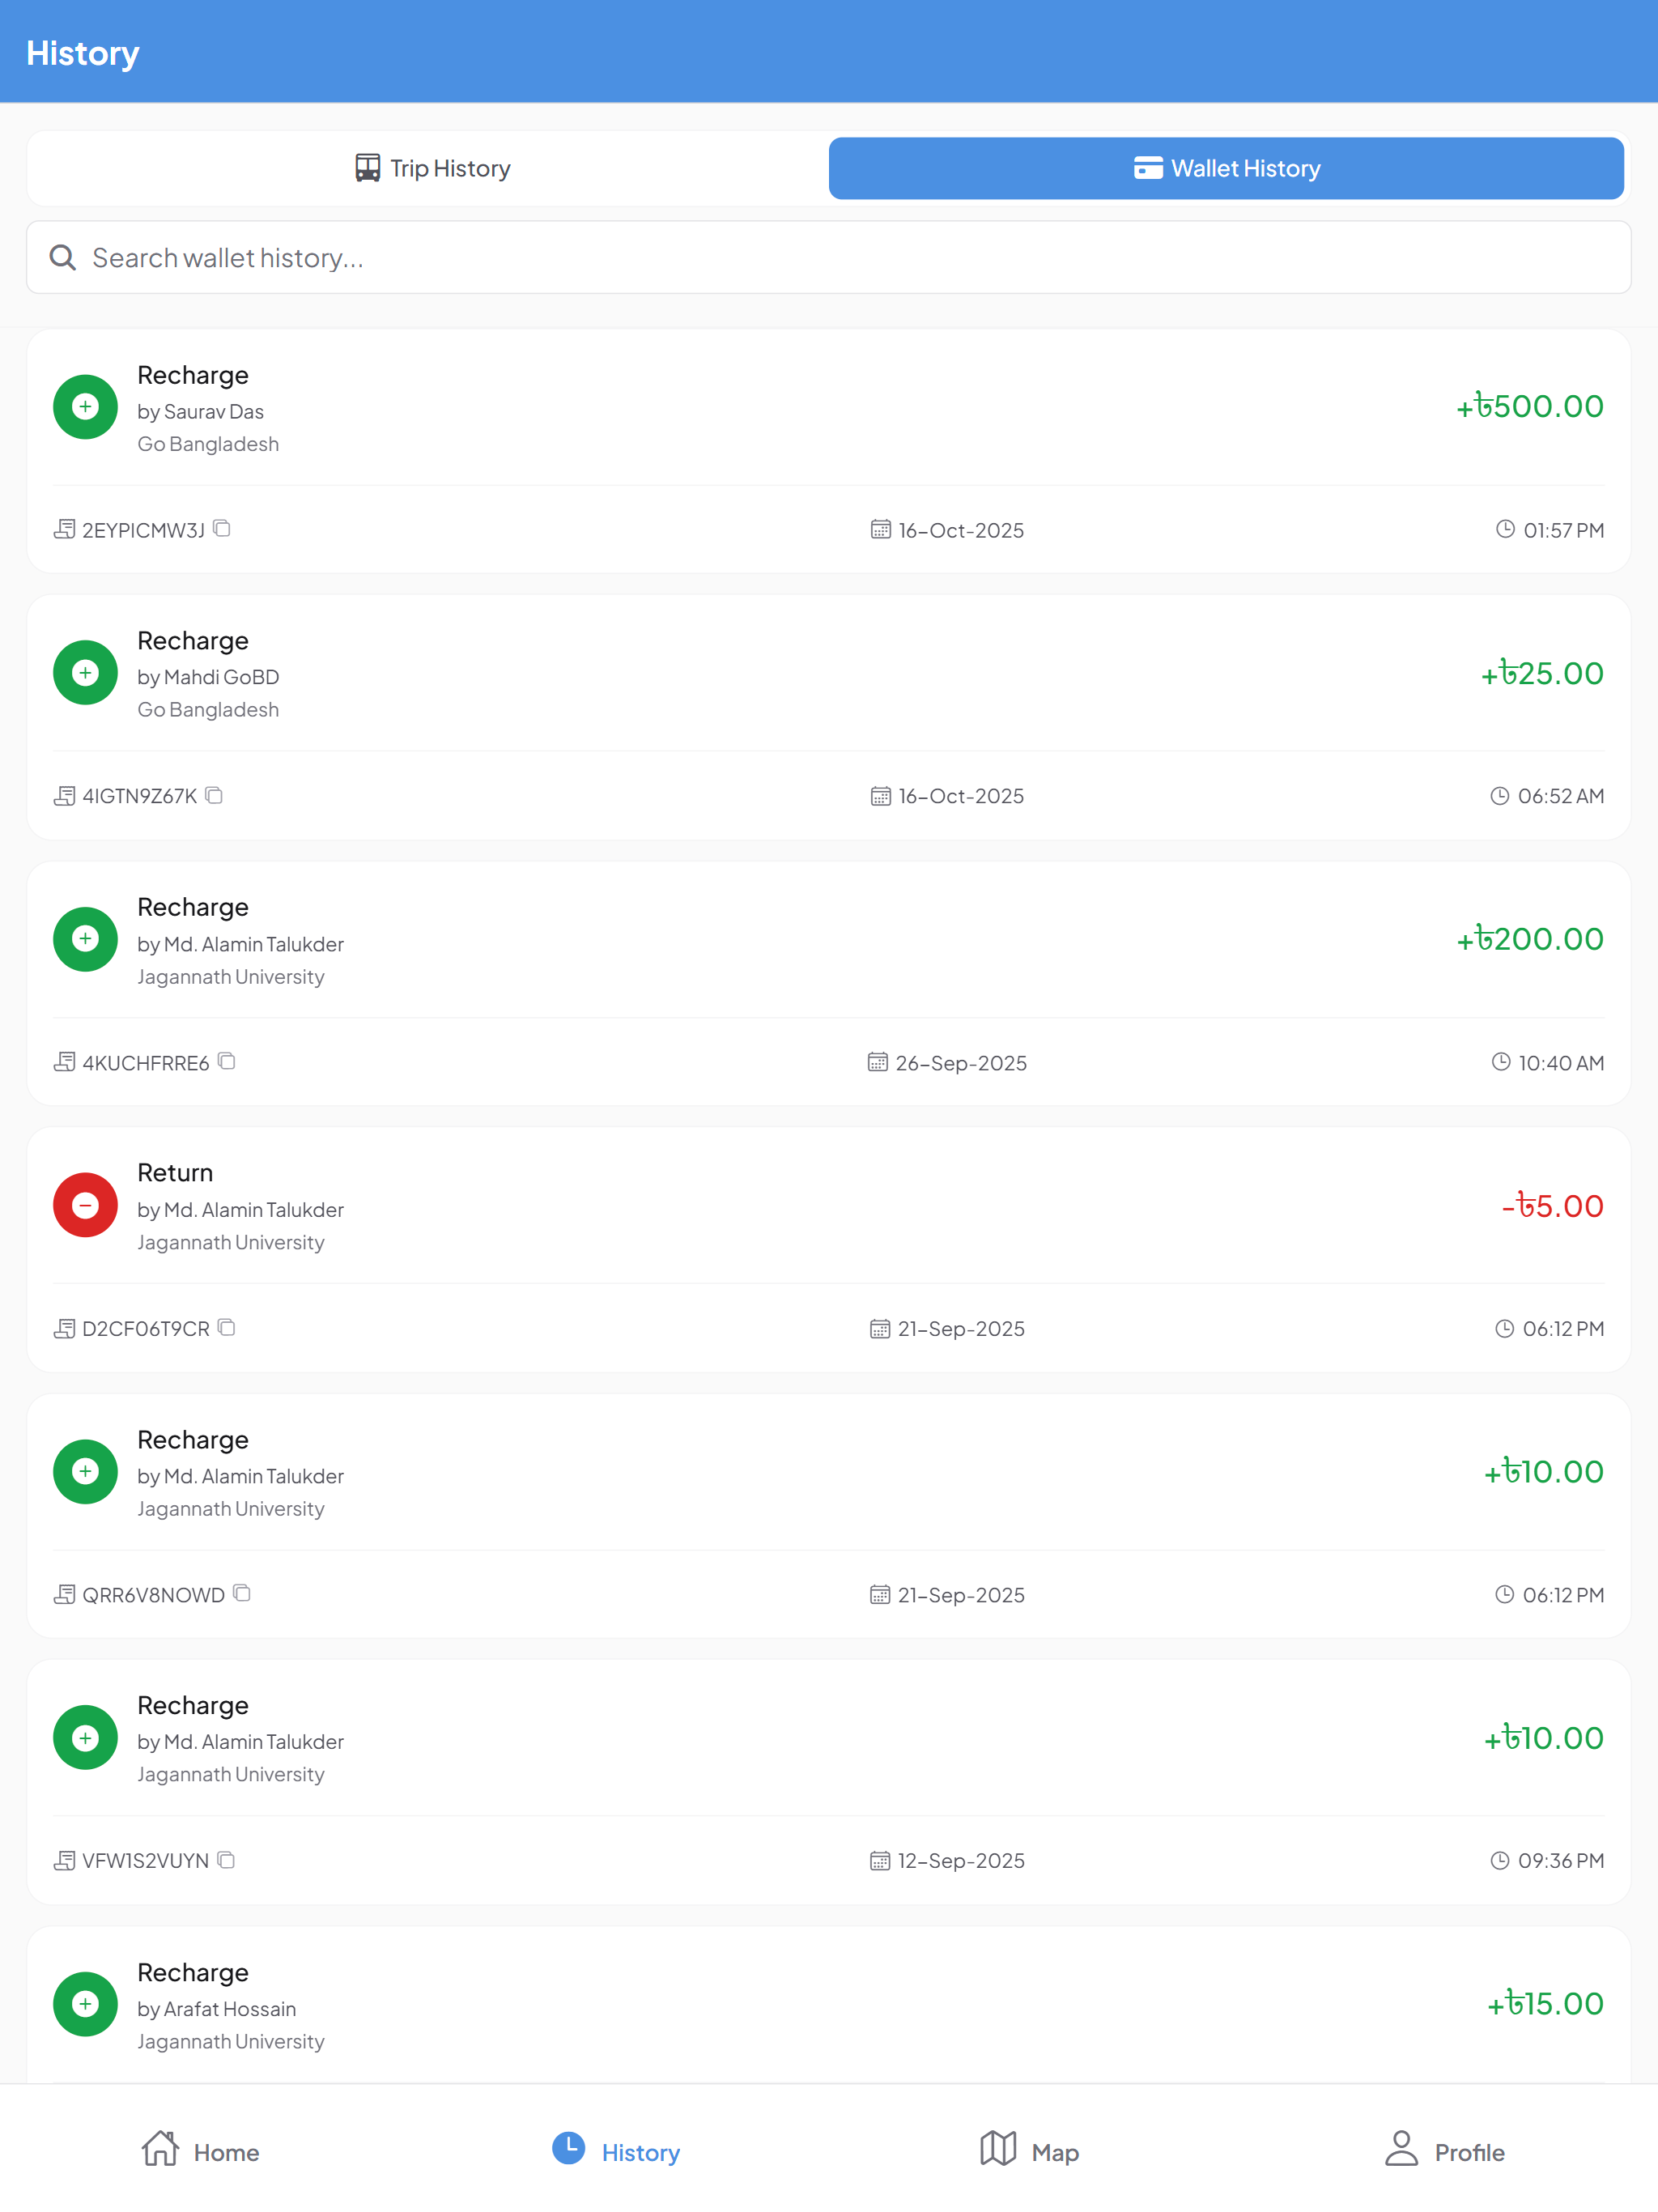 History
Trip History
Wallet History
Search wallet history...
Recharge
by Saurav Das
Go Bangladesh
+৳500.00
2EYPICMW3J
16-Oct-2025
01:57 PM
Recharge
by Mahdi GoBD
Go Bangladesh
+৳25.00
4IGTN9Z67K
16-Oct-2025
06:52 AM
Recharge
by Md. Alamin Talukder
Jagannath University
+৳200.00
4KUCHFRRE6
26-Sep-2025
10:40 AM
Return
by Md. Alamin Talukder
Jagannath University
-৳5.00
D2CF06T9CR
21-Sep-2025
06:12 PM
Recharge
by Md. Alamin Talukder
Jagannath University
+৳10.00
QRR6V8NOWD
21-Sep-2025
06:12 PM
Recharge
by Md. Alamin Talukder
Jagannath University
+৳10.00
VFW1S2VUYN
12-Sep-2025
09:36 PM
Recharge
by Arafat Hossain
Jagannath University
+৳15.00
Home
History
Map
Profile